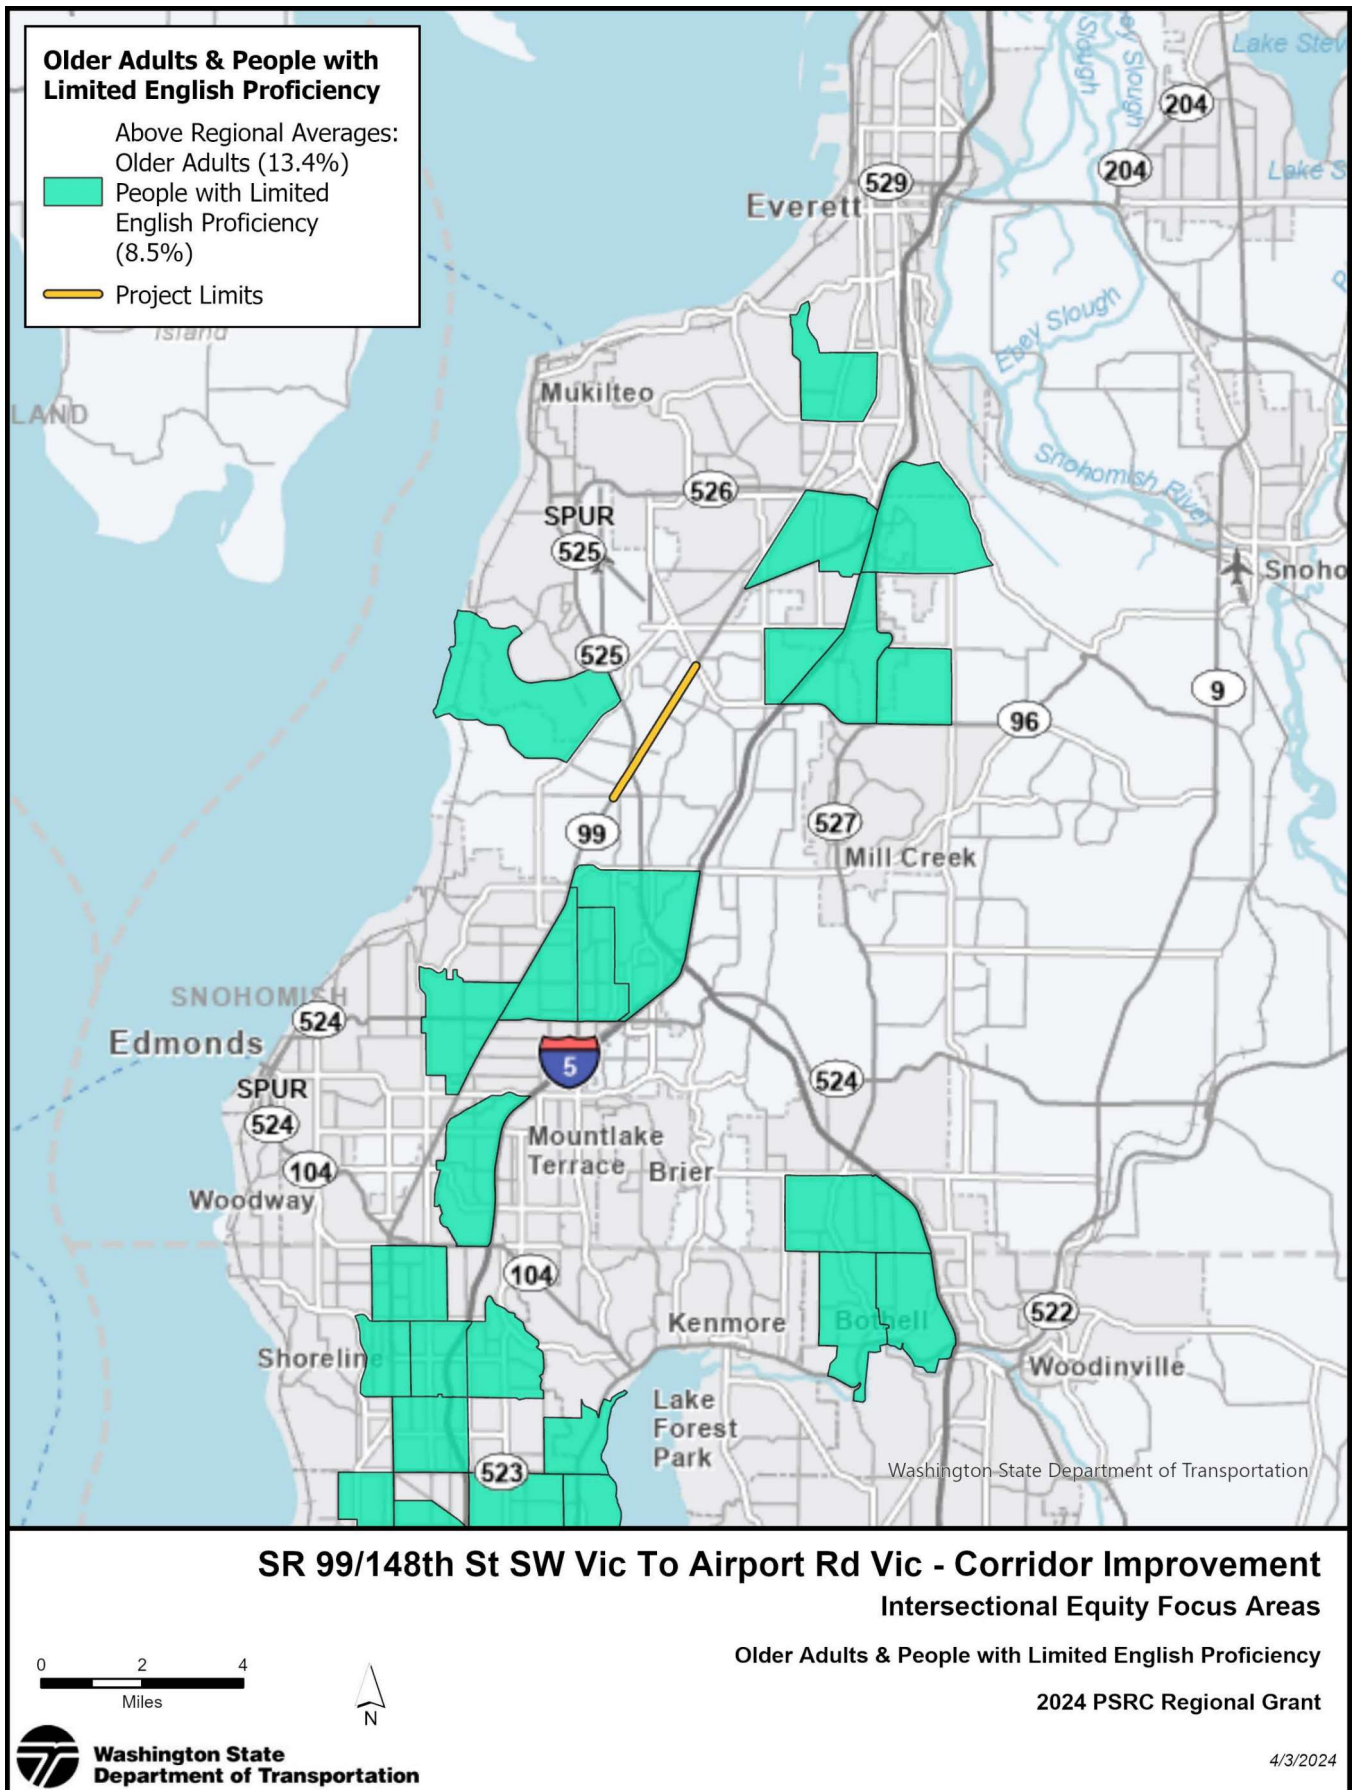 Older Adults & People with
Limited English Proficiency
Above Regional Averages:
Older Adults (13.4%)
People with Limited
English Proficiency
(8.5%)
Project Limits
Island
LAND
Slough
Slough
Lake Stev
204
204
Lake S
529
Everett
Ebey Slough
Mukilteo
Snohomish River
526
SPUR
525
Snoho
525
9
96
99
527
Mill Creek
SNOHOMISH
524
Edmonds
5
524
SPUR
524
Mountlake
Terrace
Brier
104
Woodway
104
522
Kenmore
Bothell
Shoreline
Woodinville
Lake
Forest
Park
523
Washington State Department of Transportation
SR 99/148th St SW Vic To Airport Rd Vic - Corridor Improvement
Intersectional Equity Focus Areas
Older Adults & People with Limited English Proficiency
2024 PSRC Regional Grant
0 2 4
Miles
N
Washington State
Department of Transportation
4/3/2024